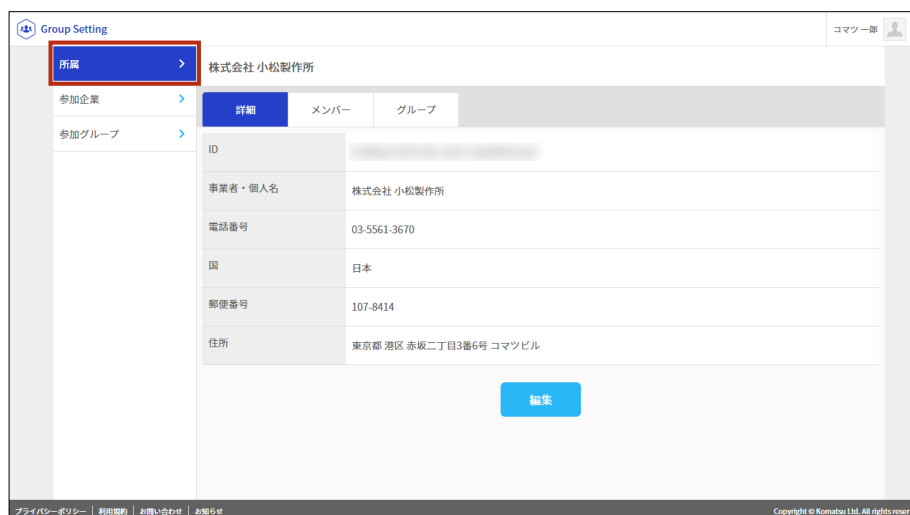 Group Setting
コマツ 一郎
所属
参加企業
参加グループ
株式会社 小松製作所
詳細
メンバー
グループ
ID
事業者・個人名
株式会社 小松製作所
電話番号
03-5561-3670
国
日本
郵便番号
107-8414
住所
東京都 港区 赤坂二丁目3番6号 コマツビル
編集
プライバシーポリシー | 利用規約 | お問い合わせ | お知らせ
Copyright © Komatsu Ltd. All rights reser